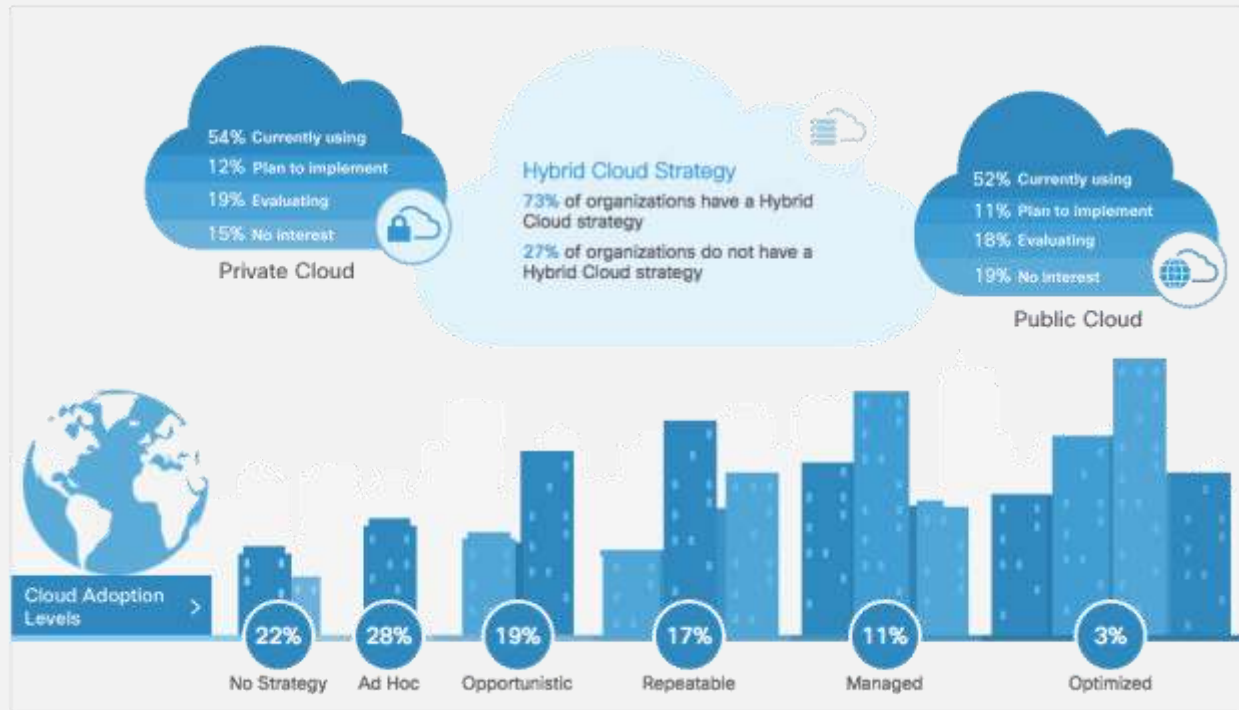 54% Currently using
12% Plan to implement
19% Evaluating
15% No interest
Private Cloud
Hybrid Cloud Strategy
73% of organizations have a Hybrid
Cloud strategy
27% of organizations do not have a
Hybrid Cloud strategy
52% Currently using
11% Plan to implement
18% Evaluating
19% No interest
Public Cloud
Cloud Adoption
Levels
22%
28%
19%
17%
11%
3%
No Strategy
Ad Hoc
Opportunistic
Repeatable
Managed
Optimized